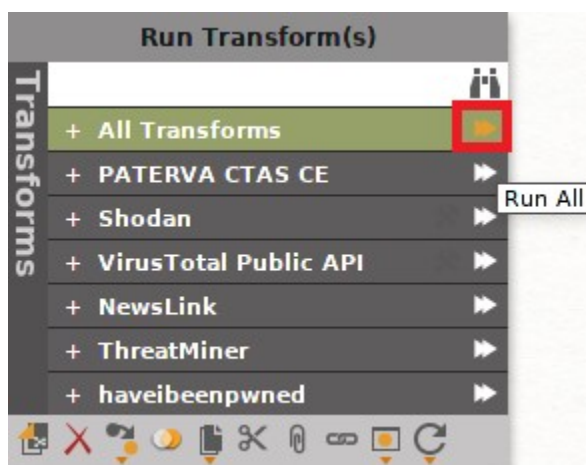 Run Transform(s)
Transforms
+ All Transforms
+ PATERVA CTAS CE
Run All
+ Shodan
+ VirusTotal Public API
+ NewsLink
+ ThreatMiner
+ haveibeenpwned